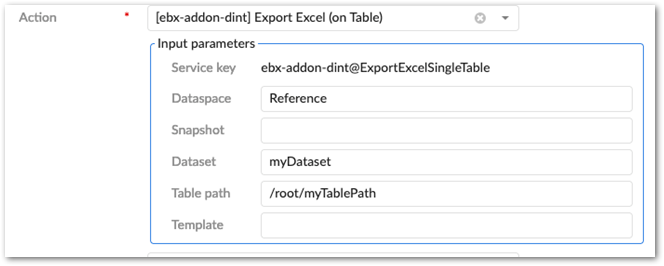 Action * [ebx-addon-dint] Export Excel (on Table)
Input parameters
Service key ebx-addon-dint@ExportExcelSingleTable
Dataspace Reference
Snapshot
Dataset myDataset
Table path /root/myTablePath
Template